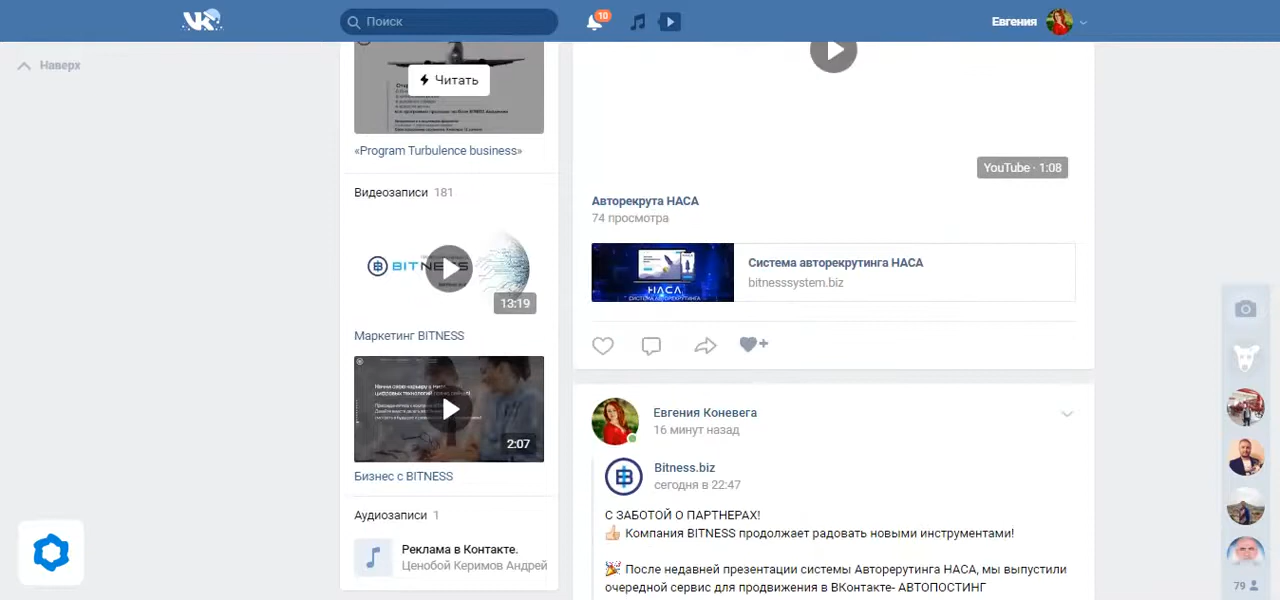 Поиск
10
Евгения
Наверх
Читать
«Program Turbulence business»
Видеозаписи 181
BITNESS
13:19
Маркетинг BITNESS
2:07
Бизнес с BITNESS
Аудиозаписи 1
Реклама в Контакте.
Ценобой Керимов Андрей
YouTube · 1:08
Авторекрута НАСА
74 просмотра
НАСА
СИСТЕМА АВТОРЕКРУТИНГА
Система авторекрутинга НАСА
bitnesssystem.biz
Евгения Коневега
16 минут назад
Bitness.biz
сегодня в 22:47
С ЗАБОТОЙ О ПАРТНЕРАХ!
Компания BITNESS продолжает радовать новыми инструментами!
После недавней презентации системы Авторерутинга НАСА, мы выпустили
очередной сервис для продвижения в ВКонтакте- АВТОПОСТИНГ
79